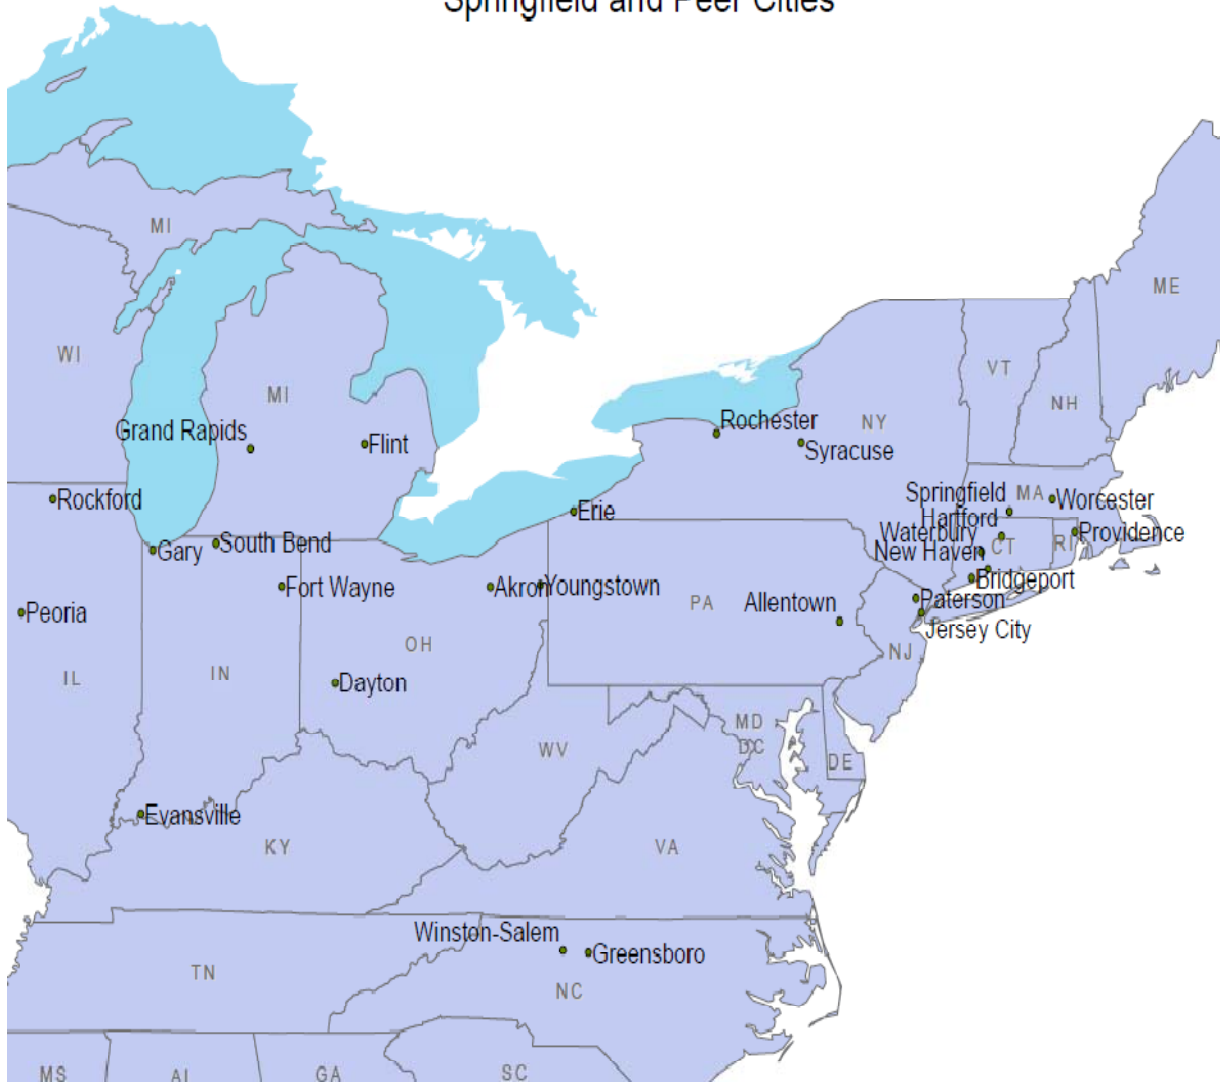 Springfield and Peer Cities
MI
ME
WI
VT
MI
NH
Grand Rapids
Flint
Rochester
NY
Syracuse
Rockford
Springfield
MA
Worcester
Erie
Hartford
Waterbury
Providence
Gary
South Bend
New Haven
CT
RI
Fort Wayne
Akron
Youngstown
Bridgeport
Peoria
PA
Allentown
Paterson
Jersey City
OH
NJ
IL
IN
Dayton
MD
DC
WV
DE
Evansville
KY
VA
Winston-Salem
Greensboro
TN
NC
MS
AL
GA
SC